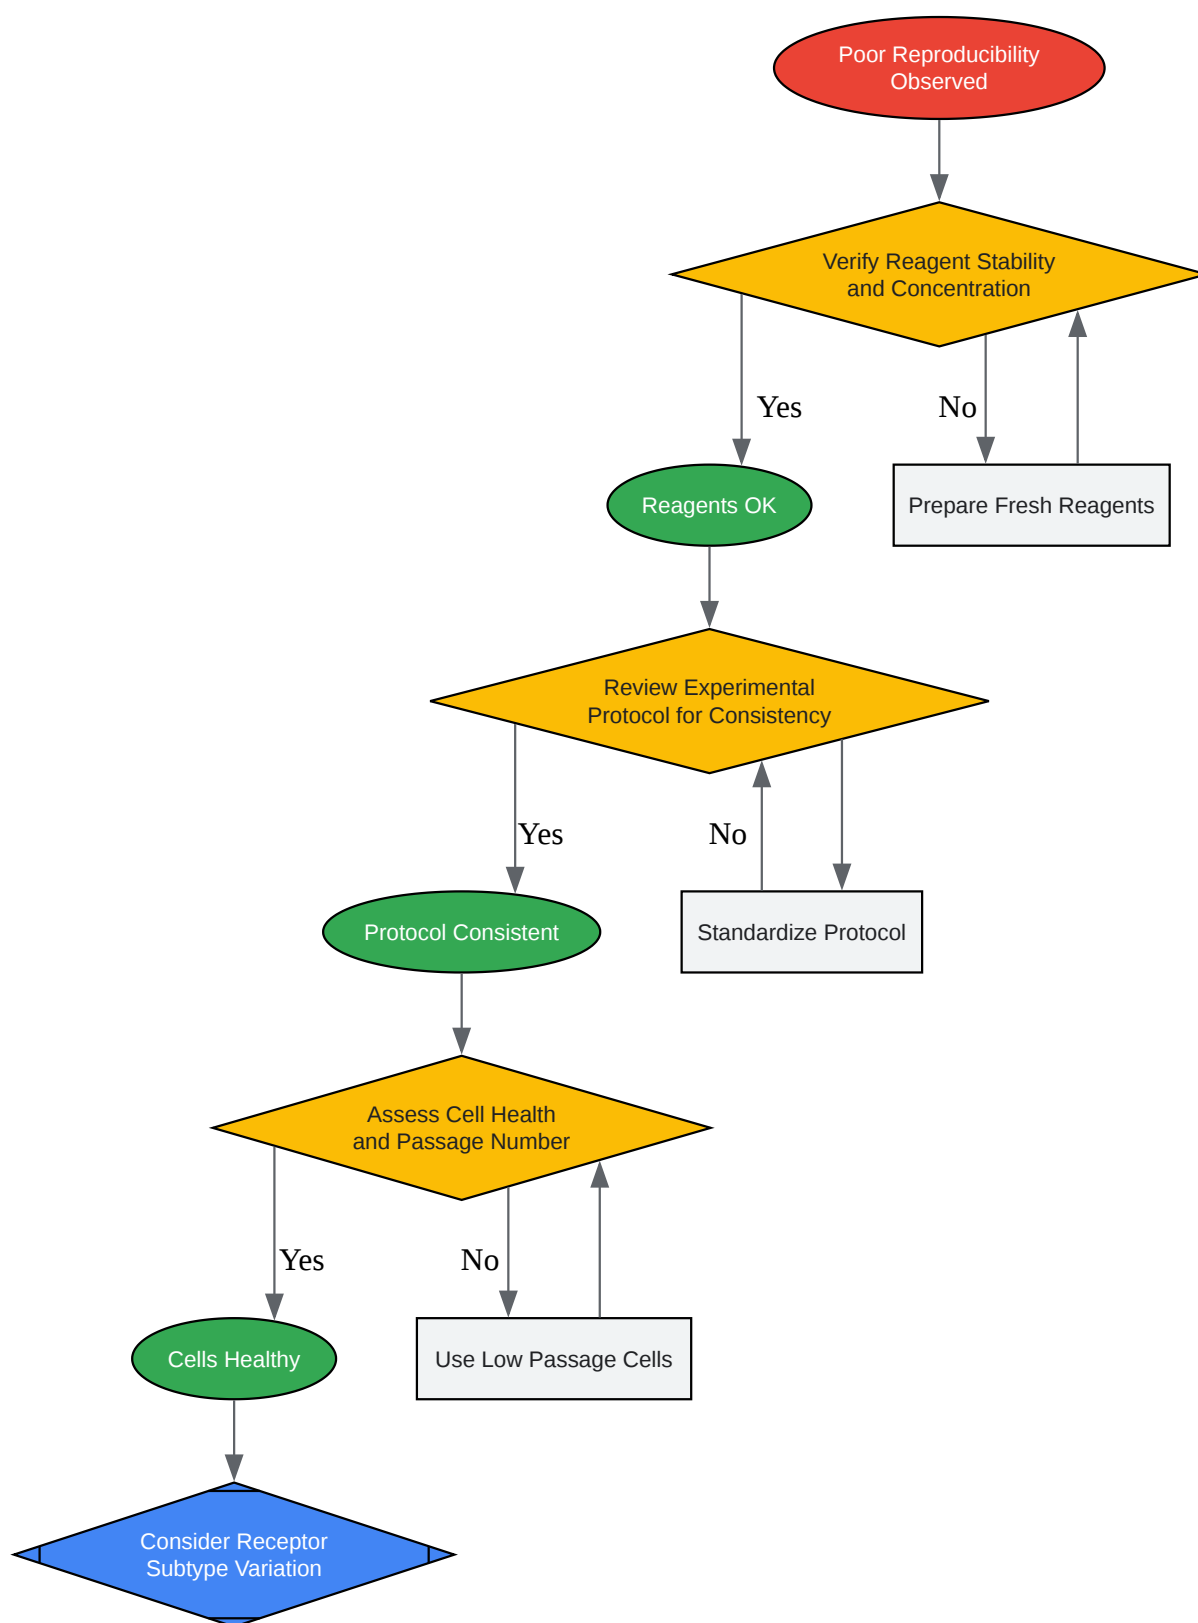 Poor Reproducibility
Observed
Verify Reagent Stability
and Concentration
Yes
No
Reagents OK
Prepare Fresh Reagents
Review Experimental
Protocol for Consistency
Yes
No
Protocol Consistent
Standardize Protocol
Assess Cell Health
and Passage Number
Yes
No
Cells Healthy
Use Low Passage Cells
Consider Receptor
Subtype Variation